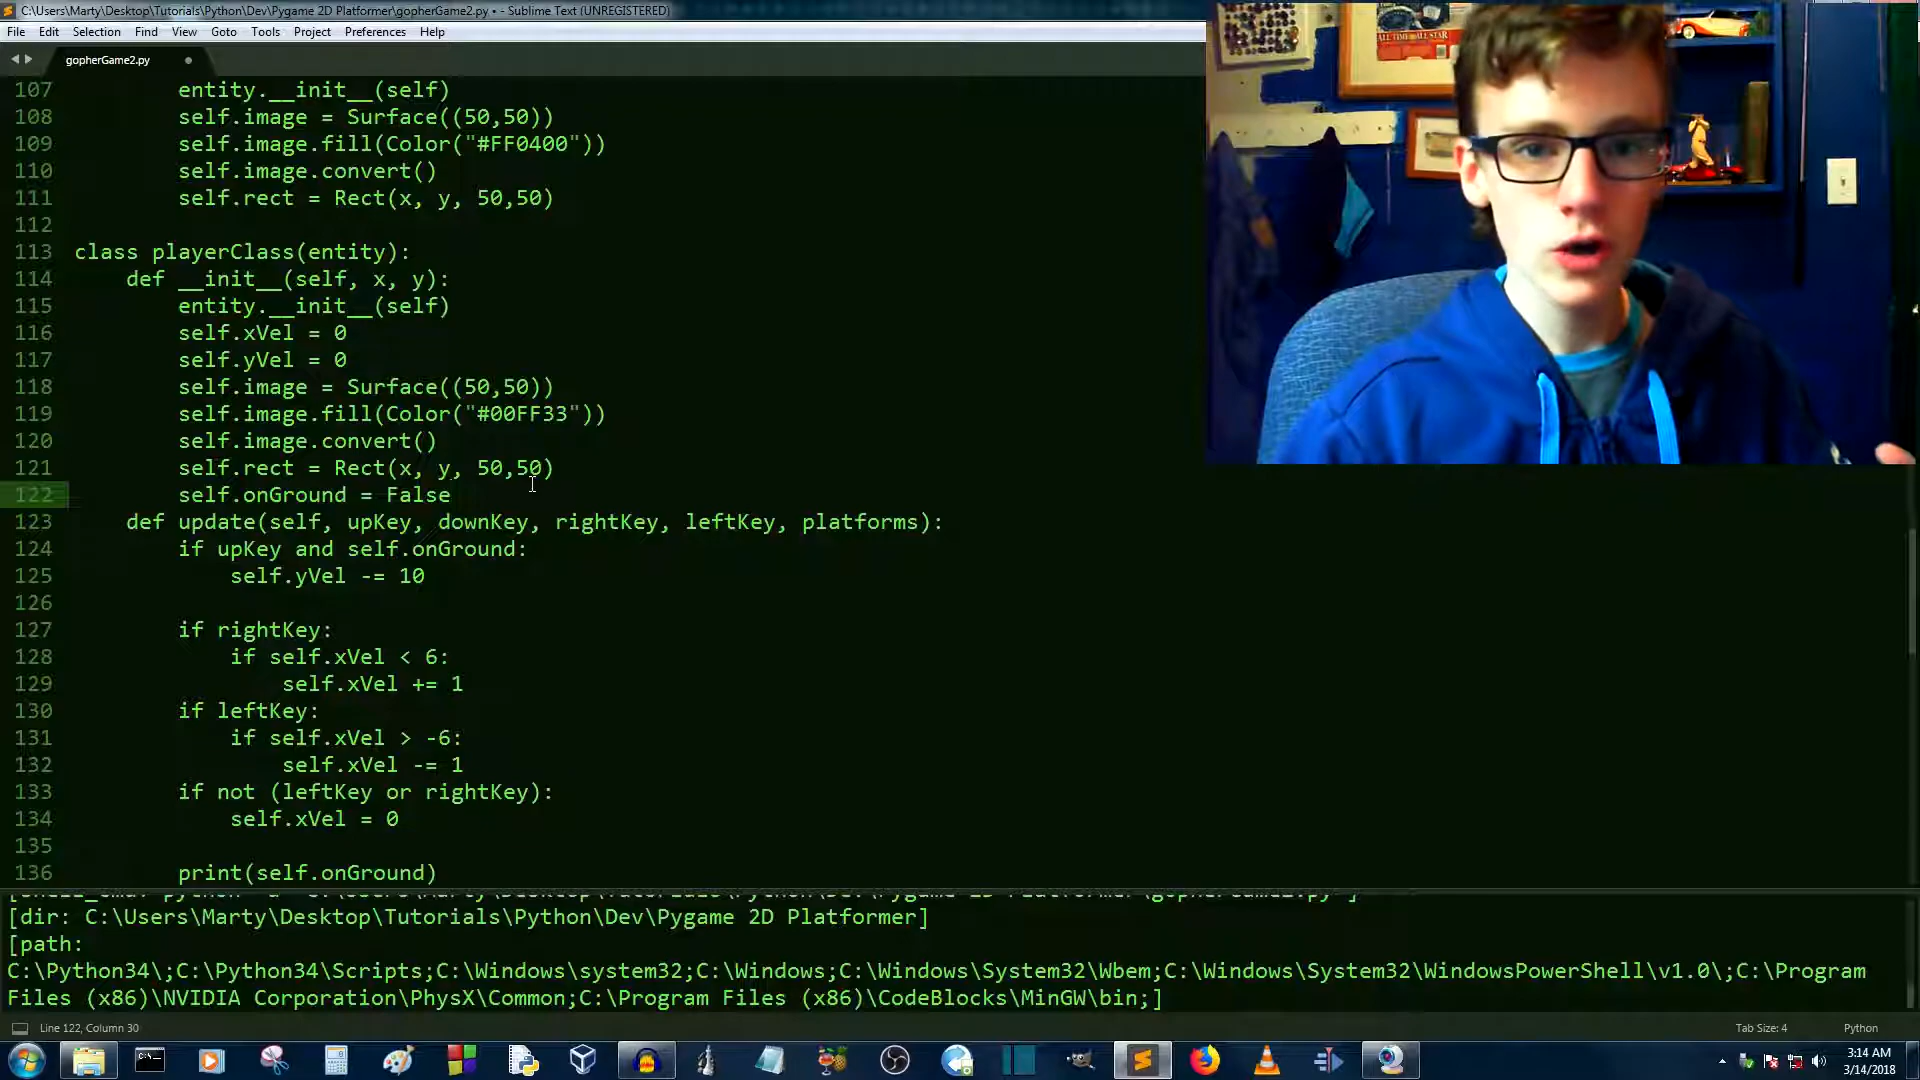 C:\Users\Marty\Desktop\Tutorials\Python\Dev\Pygame 2D Platformer\gopherGame2.py • - Sublime Text (UNREGISTERED)
File Edit Selection Find View Goto Tools Project Preferences Help
gopherGame2.py
107 entity.__init__(self)
108 self.image = Surface((50,50))
109 self.image.fill(Color("#FF0400"))
110 self.image.convert()
111 self.rect = Rect(x, y, 50,50)
112
113 class playerClass(entity):
114 def __init__(self, x, y):
115 entity.__init__(self)
116 self.xVel = 0
117 self.yVel = 0
118 self.image = Surface((50,50))
119 self.image.fill(Color("#00FF33"))
120 self.image.convert()
121 self.rect = Rect(x, y, 50,50)
122 self.onGround = False
123 def update(self, upKey, downKey, rightKey, leftKey, platforms):
124 if upKey and self.onGround:
125 self.yVel -= 10
126
127 if rightKey:
128 if self.xVel < 6:
129 self.xVel += 1
130 if leftKey:
131 if self.xVel > -6:
132 self.xVel -= 1
133 if not (leftKey or rightKey):
134 self.xVel = 0
135
136 print(self.onGround)
[dir: C:\Users\Marty\Desktop\Tutorials\Python\Dev\Pygame 2D Platformer]
[path:
C:\Python34\;C:\Python34\Scripts;C:\Windows\system32;C:\Windows;C:\Windows\System32\Wbem;C:\Windows\System32\WindowsPowerShell\v1.0\;C:\Program
Files (x86)\NVIDIA Corporation\PhysX\Common;C:\Program Files (x86)\CodeBlocks\MinGW\bin;]
Line 122, Column 30
Tab Size: 4
Python
3:14 AM
3/14/2018